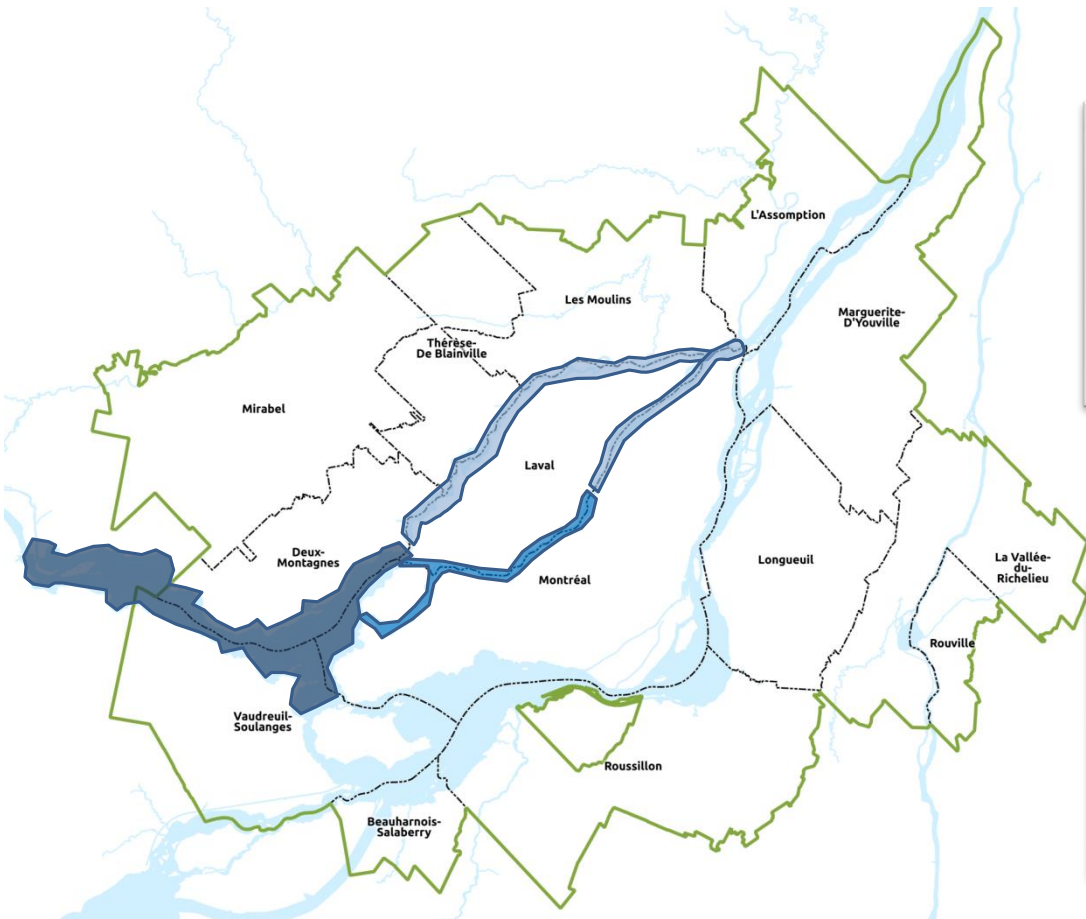 L'Assomption
Les Moulins
Marguerite-
D'Youville
Thérèse-
De Blainville
Mirabel
Laval
Deux-
Montagnes
Montréal
Longueuil
La Vallée-
du-
Richelieu
Rouville
Vaudreuil-
Soulanges
Roussillon
Beauharnois-
Salaberry